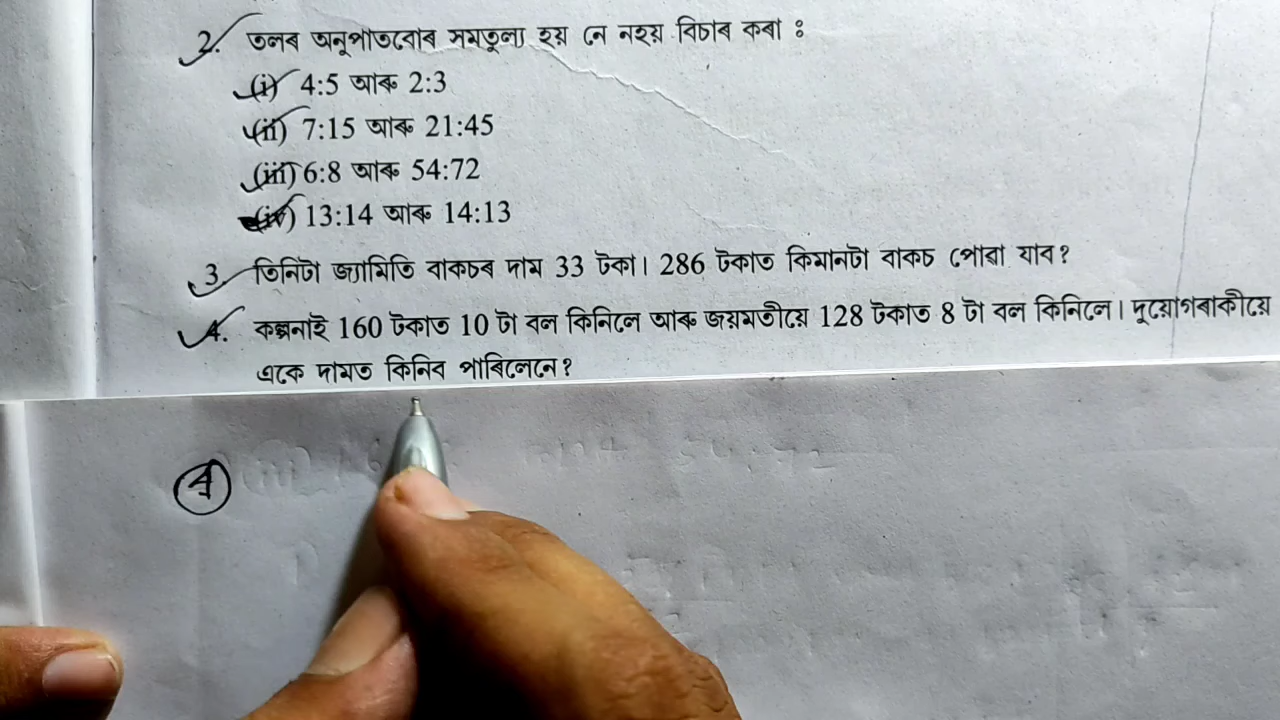 2. তলৰ অনুপাতবোৰ সমতুল্য হয় নে নহয় বিচাৰ কৰা ঃ
(i) 4:5 আৰু 2:3
(ii) 7:15 আৰু 21:45
(iii) 6:8 আৰু 54:72
(iv) 13:14 আৰু 14:13
3. তিনিটা জ্যামিতি বাকচৰ দাম 33 টকা। 286 টকাত কিমানটা বাকচ পোৱা যাব?
4. কল্পনাই 160 টকাত 10 টা বল কিনিলে আৰু জয়মতীয়ে 128 টকাত 8 টা বল কিনিলে। দুয়োগৰাকীয়ে
একে দামত কিনিব পাৰিলেনে?
4